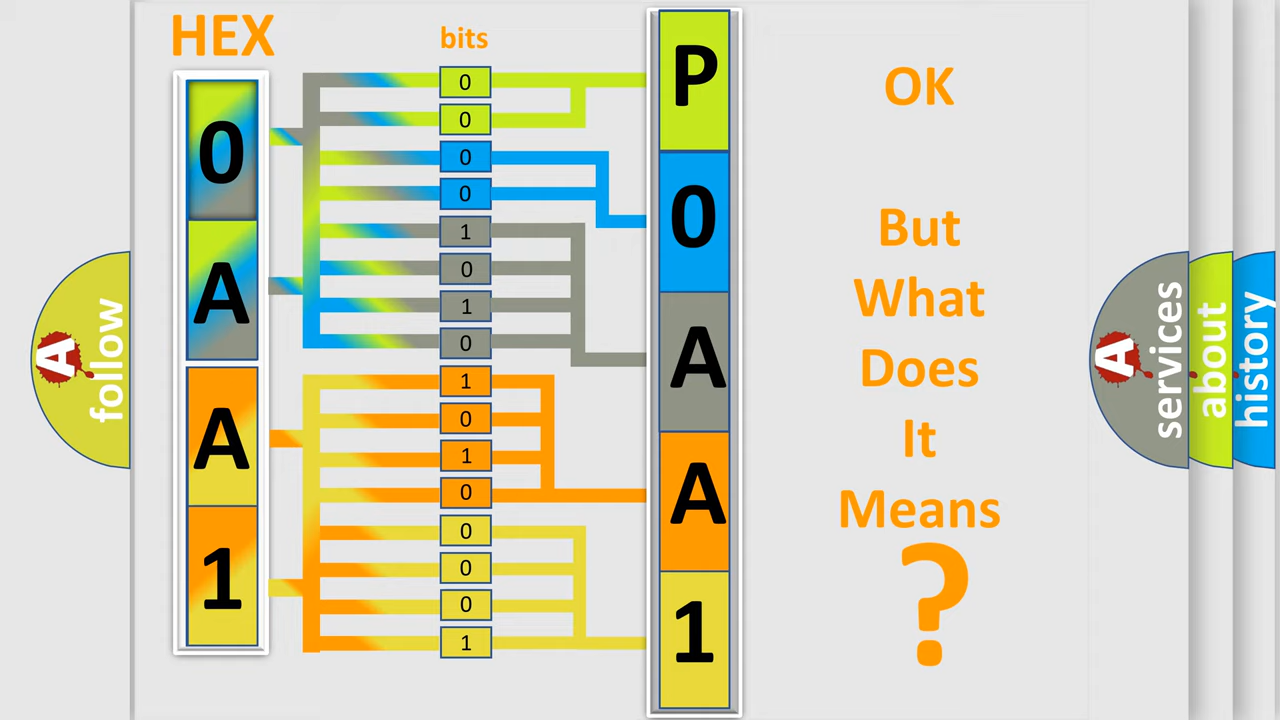 HEX
bits
0
A
A
1
0
0
0
0
1
0
1
0
1
0
1
0
0
0
0
1
P
0
A
A
1
OK
But
What
Does
It
Means
?
A
follow
A
services
about
history